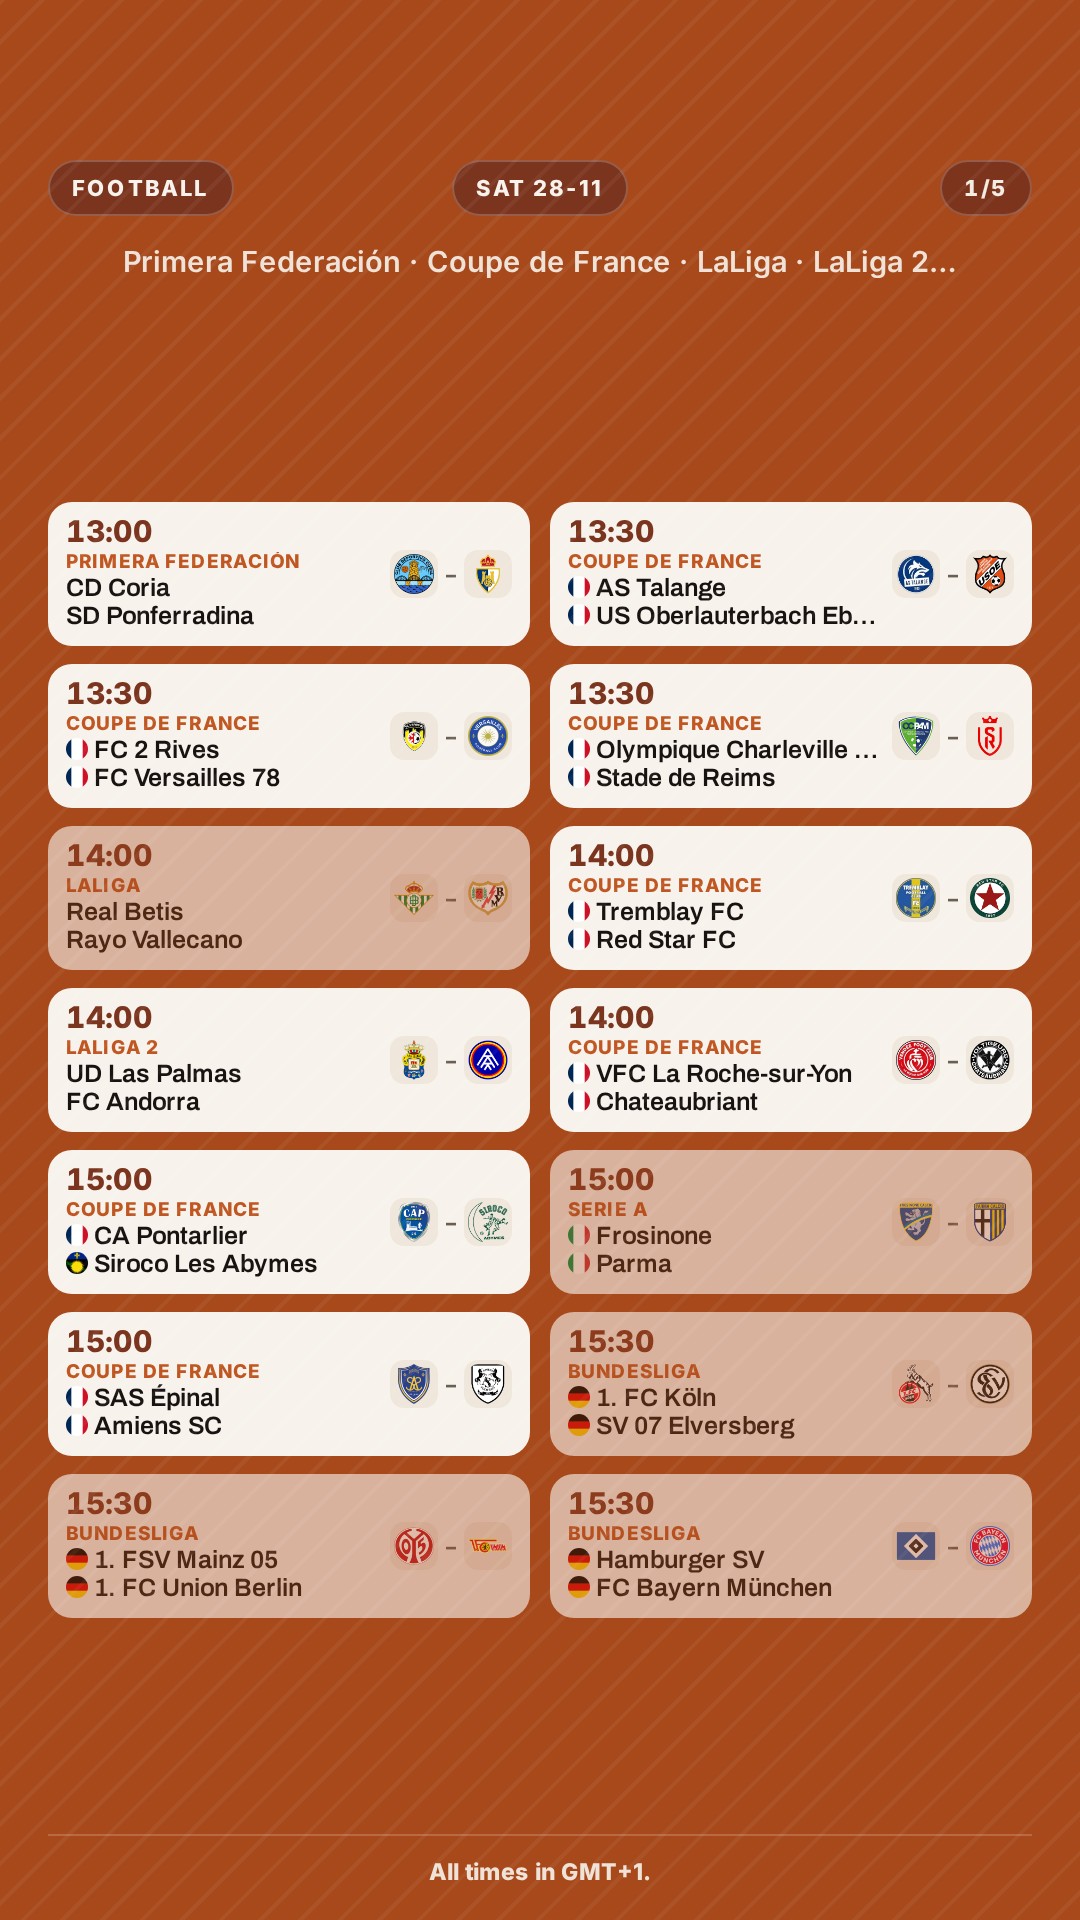 FOOTBALL
SAT 28-11
1/5
Primera Federación · Coupe de France · LaLiga · LaLiga 2...
13:00
PRIMERA FEDERACIÓN
CD Coria
SD Ponferradina
13:30
COUPE DE FRANCE
AS Talange
US Oberlauterbach Eb...
13:30
COUPE DE FRANCE
FC 2 Rives
FC Versailles 78
13:30
COUPE DE FRANCE
Olympique Charleville ...
Stade de Reims
14:00
LALIGA
Real Betis
Rayo Vallecano
14:00
COUPE DE FRANCE
Tremblay FC
Red Star FC
14:00
LALIGA 2
UD Las Palmas
FC Andorra
14:00
COUPE DE FRANCE
VFC La Roche-sur-Yon
Chateaubriant
15:00
COUPE DE FRANCE
CA Pontarlier
Siroco Les Abymes
15:00
SERIE A
Frosinone
Parma
15:00
COUPE DE FRANCE
SAS Épinal
Amiens SC
15:30
BUNDESLIGA
1. FC Köln
SV 07 Elversberg
15:30
BUNDESLIGA
1. FSV Mainz 05
1. FC Union Berlin
15:30
BUNDESLIGA
Hamburger SV
FC Bayern München
All times in GMT+1.